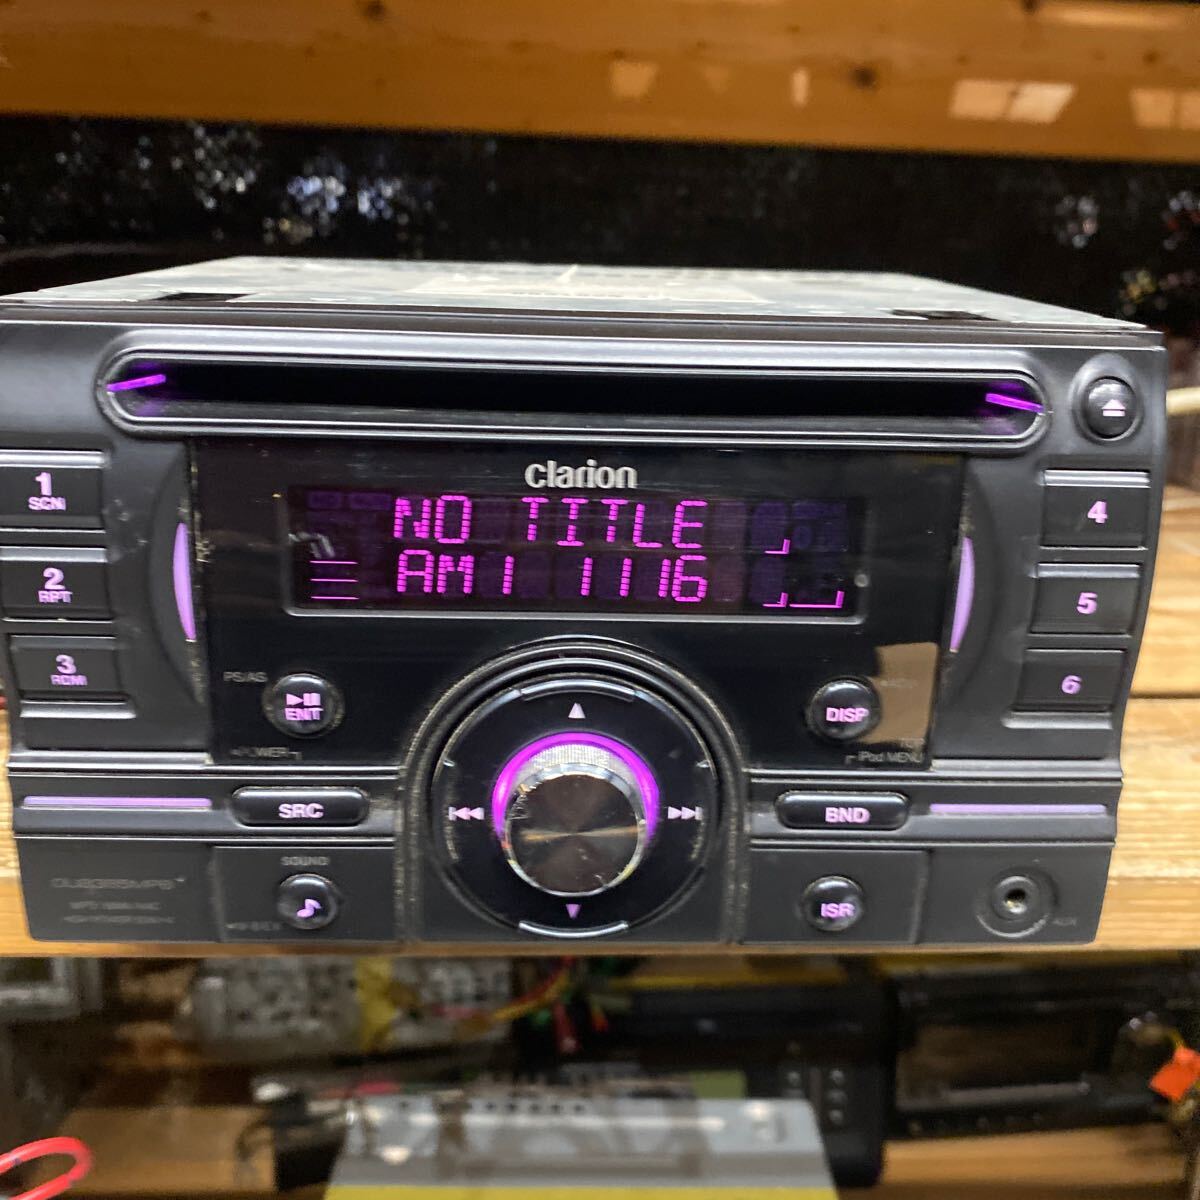 clarion
NO TITLE
AM1 1116
1
SCN
2
RPT
3
RDM
4
5
6
PS/AS
ENT
DISP
iPod MENU
SRC
BND
SOUND
ISR
AUX